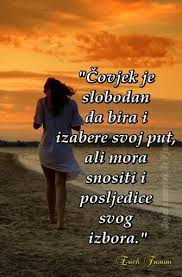 "Čovjek je
slobodan
da bira i
izabere svoj put,
ali mora
snositi i
posljedice
svog
izbora."
Erich Fromm